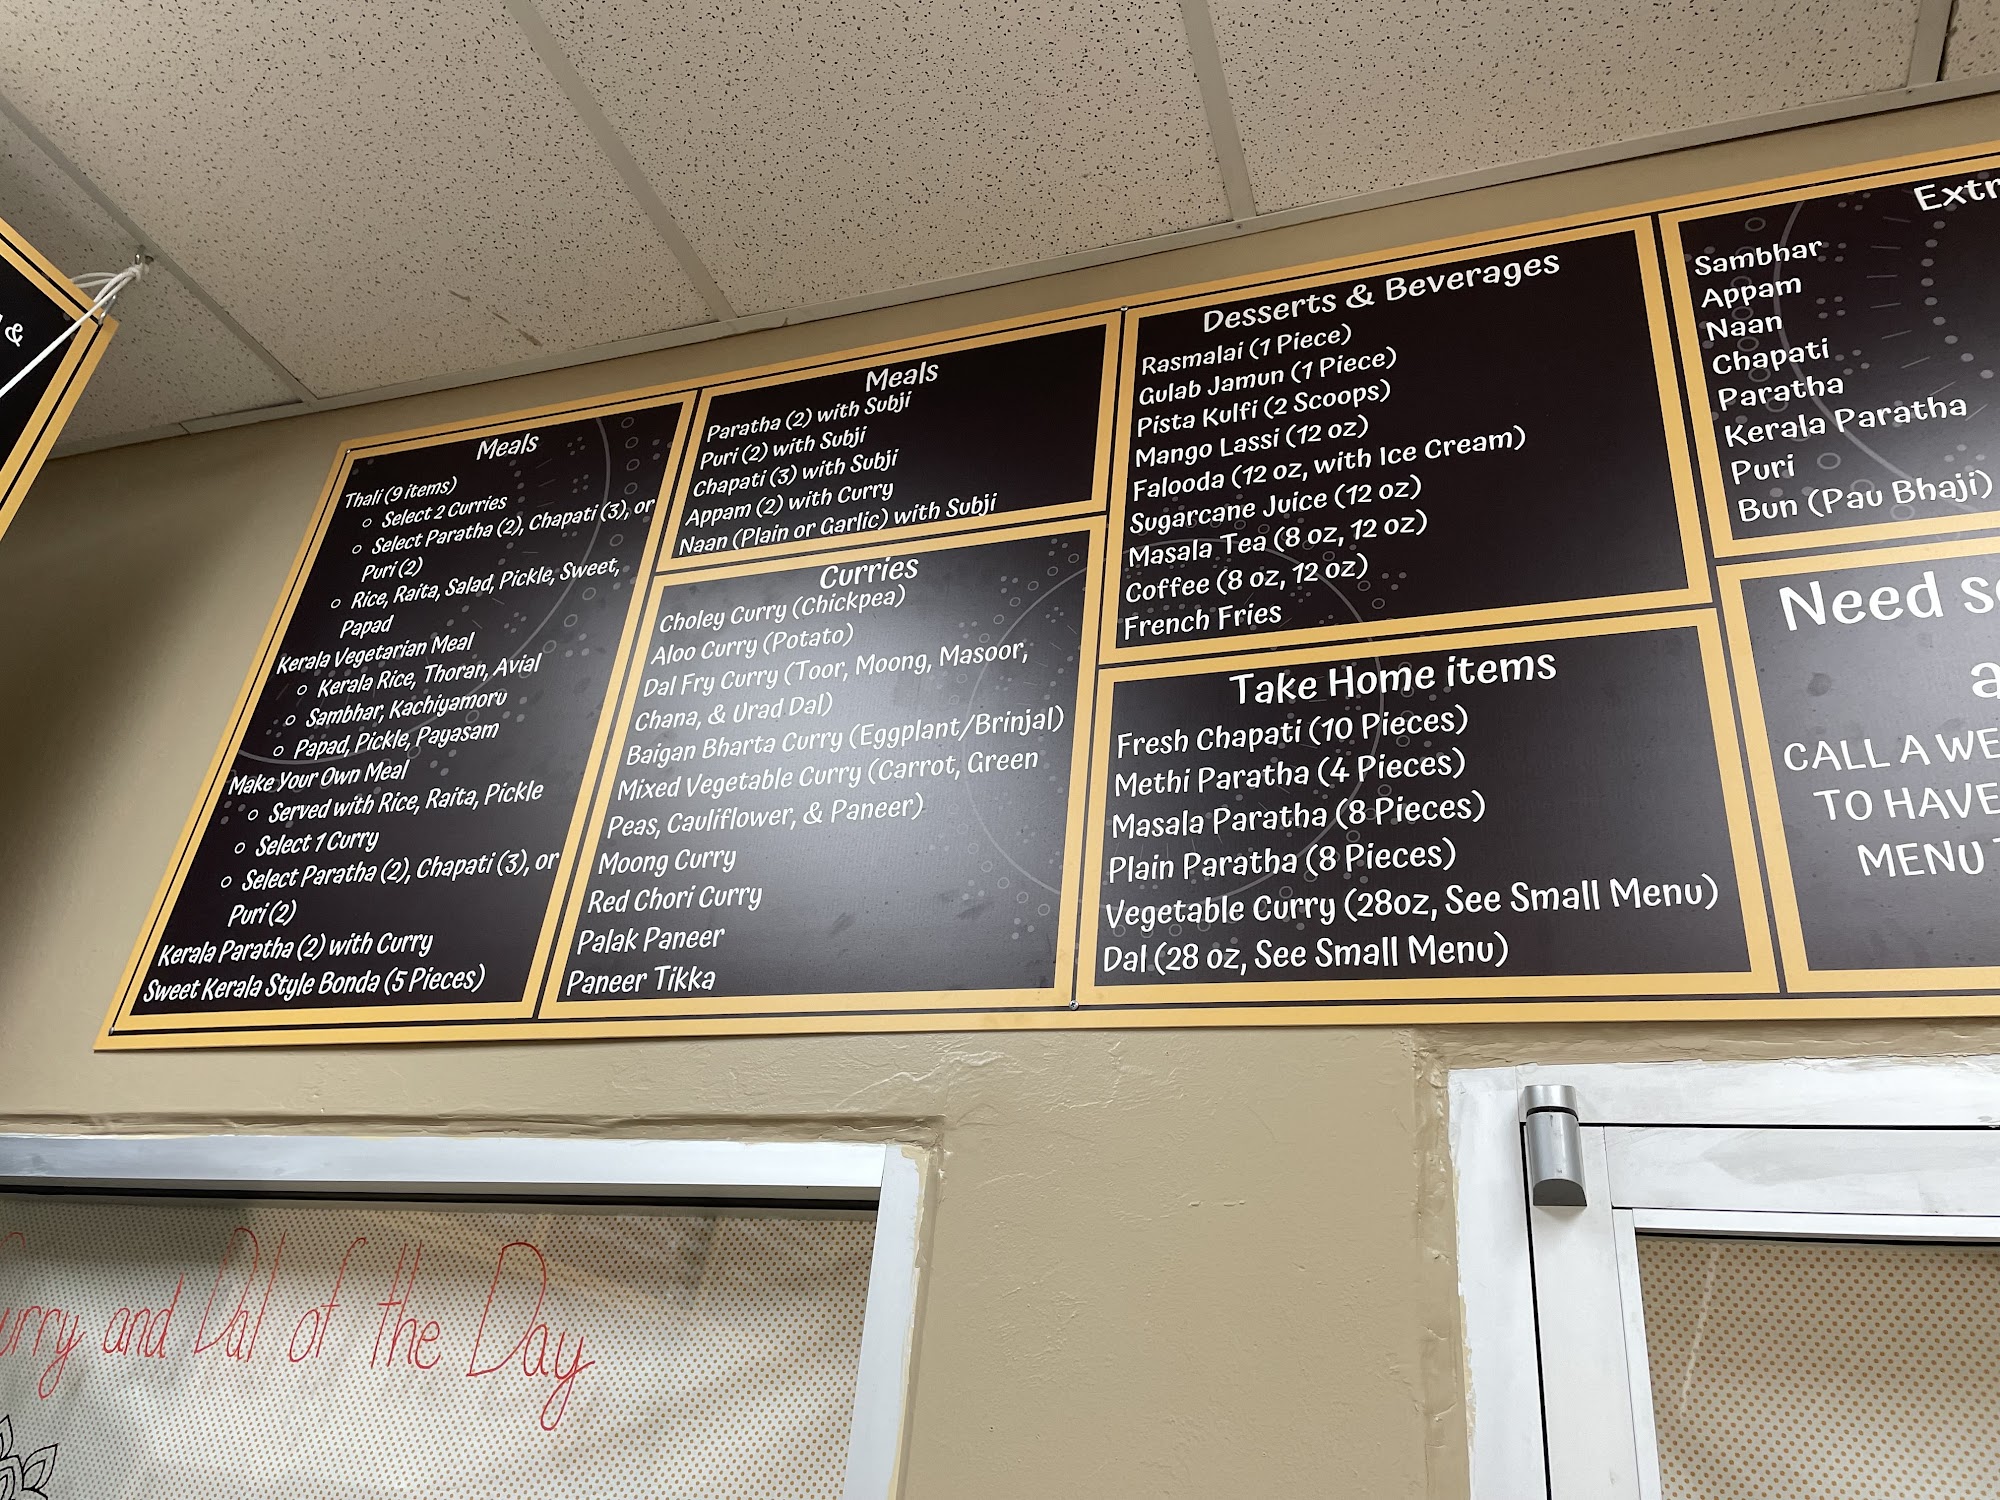 &
Meals
Thali (9 items)
Select 2 Curries
Select Paratha (2), Chapati (3), or
Puri (2)
Rice, Raita, Salad, Pickle, Sweet,
Papad
Kerala Vegetarian Meal
Kerala Rice, Thoran, Avial
Sambhar, Kachiyamoru
Papad, Pickle, Payasam
Make Your Own Meal
Served with Rice, Raita, Pickle
Select 1 Curry
Select Paratha (2), Chapati (3), or
Puri (2)
Kerala Paratha (2) with Curry
Sweet Kerala Style Bonda (5 Pieces)
Meals
Paratha (2) with Subji
Puri (2) with Subji
Chapati (3) with Subji
Appam (2) with Curry
Naan (Plain or Garlic) with Subji
Curries
Choley Curry (Chickpea)
Aloo Curry (Potato)
Dal Fry Curry (Toor, Moong, Masoor,
Chana, & Urad Dal)
Baigan Bharta Curry (Eggplant/Brinjal)
Mixed Vegetable Curry (Carrot, Green
Peas, Cauliflower, & Paneer)
Moong Curry
Red Chori Curry
Palak Paneer
Paneer Tikka
Desserts & Beverages
Rasmalai (1 Piece)
Gulab Jamun (1 Piece)
Pista Kulfi (2 Scoops)
Mango Lassi (12 oz)
Falooda (12 oz, with Ice Cream)
Sugarcane Juice (12 oz)
Masala Tea (8 oz, 12 oz)
Coffee (8 oz, 12 oz)
French Fries
Take Home items
Fresh Chapati (10 Pieces)
Methi Paratha (4 Pieces)
Masala Paratha (8 Pieces)
Plain Paratha (8 Pieces)
Vegetable Curry (28oz, See Small Menu)
Dal (28 oz, See Small Menu)
Extr
Sambhar
Appam
Naan
Chapati
Paratha
Kerala Paratha
Puri
Bun (Pau Bhaji)
Need
CALL A WE
TO HAVE
MENU
urry and Dal of the Day